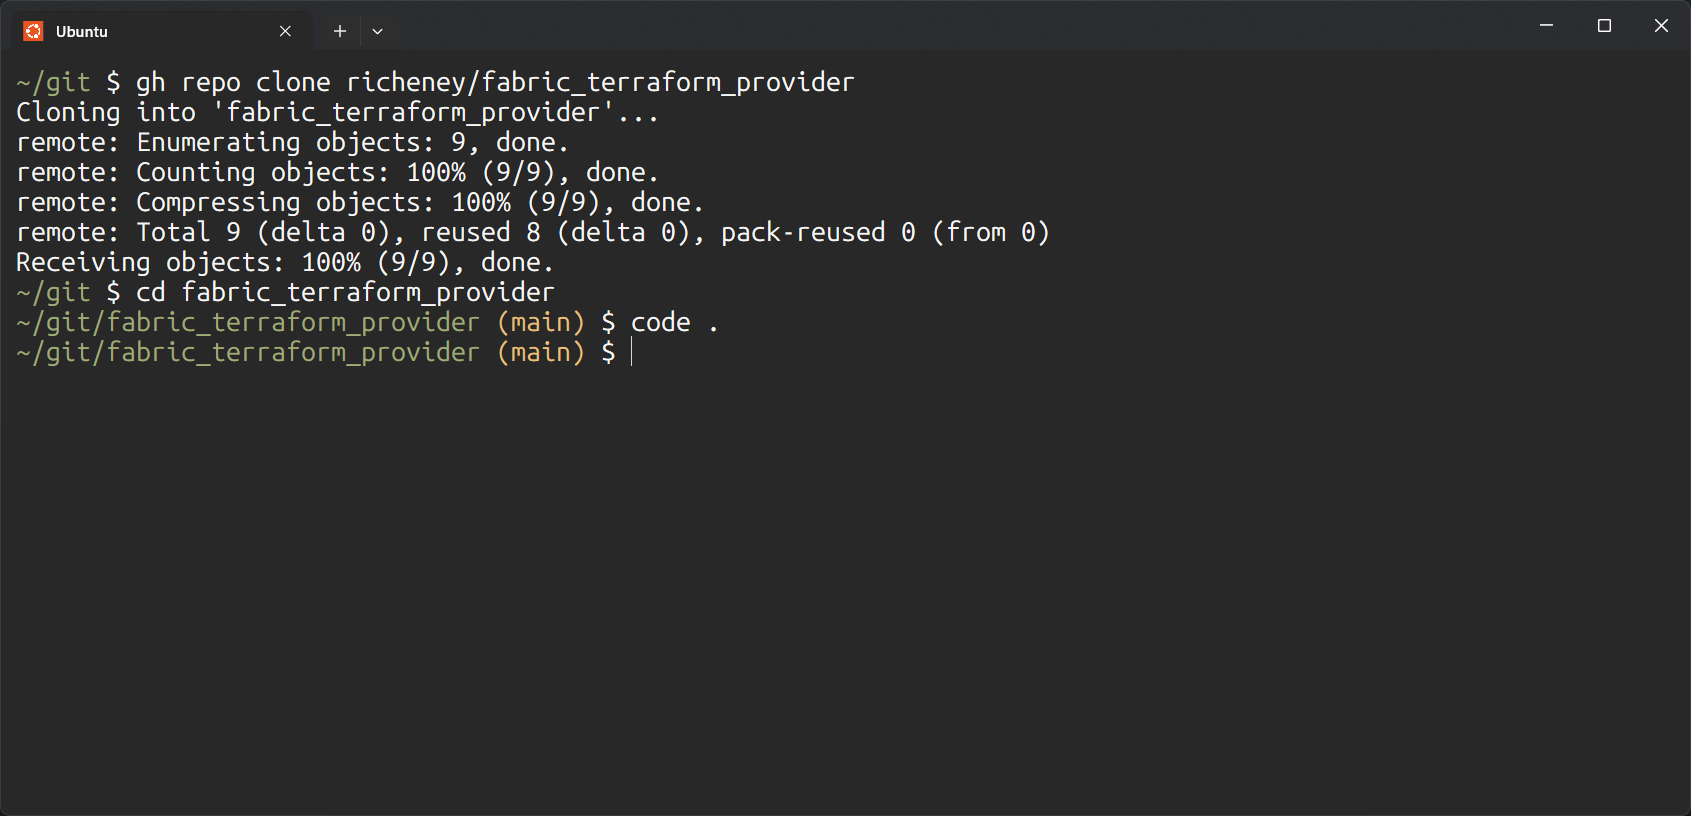 Ubuntu
~/git $ gh repo clone richeney/fabric_terraform_provider
Cloning into 'fabric_terraform_provider'...
remote: Enumerating objects: 9, done.
remote: Counting objects: 100% (9/9), done.
remote: Compressing objects: 100% (9/9), done.
remote: Total 9 (delta 0), reused 8 (delta 0), pack-reused 0 (from 0)
Receiving objects: 100% (9/9), done.
~/git $ cd fabric_terraform_provider
~/git/fabric_terraform_provider (main) $ code .
~/git/fabric_terraform_provider (main) $